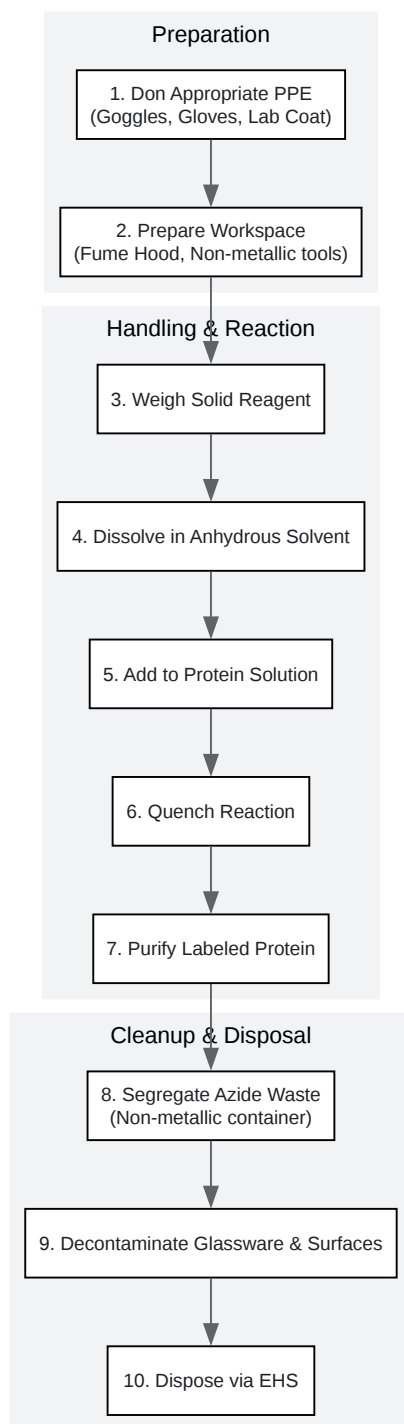 Preparation
1. Don Appropriate PPE
(Goggles, Gloves, Lab Coat)
2. Prepare Workspace
(Fume Hood, Non-metallic tools)
Handling & Reaction
3. Weigh Solid Reagent
4. Dissolve in Anhydrous Solvent
5. Add to Protein Solution
6. Quench Reaction
7. Purify Labeled Protein
Cleanup & Disposal
8. Segregate Azide Waste
(Non-metallic container)
9. Decontaminate Glassware & Surfaces
10. Dispose via EHS